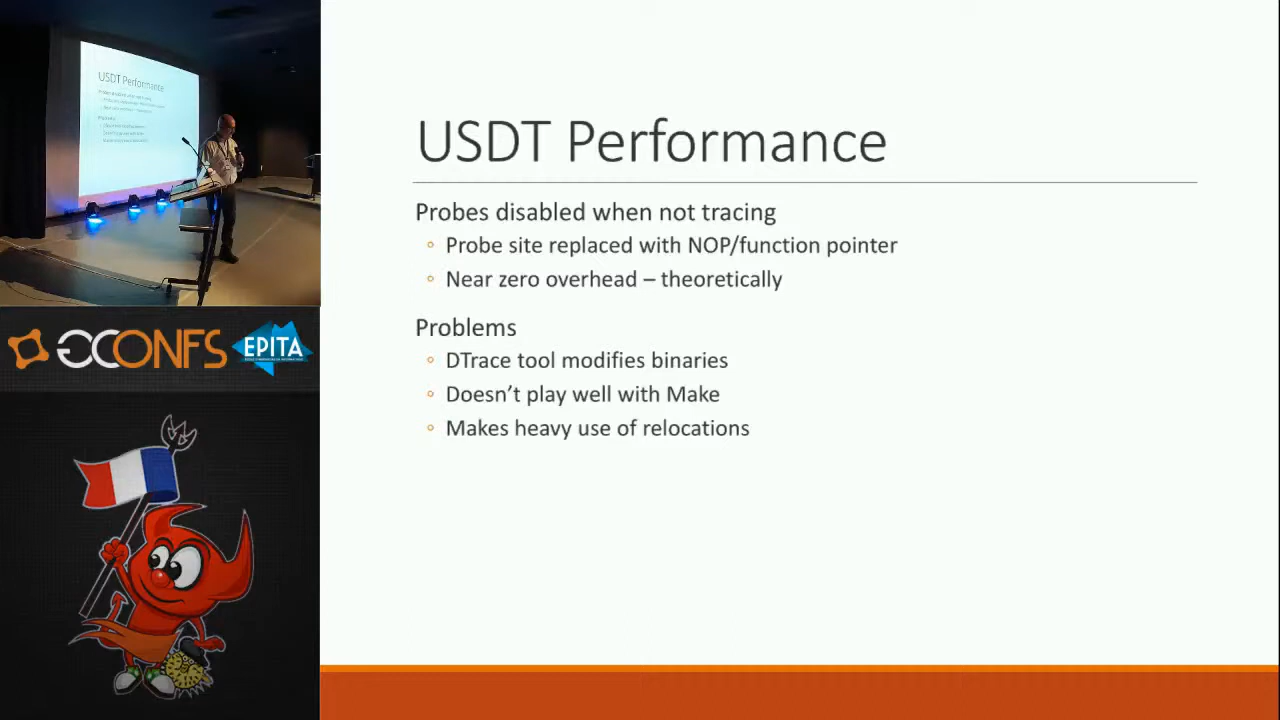 USDT Performance
Probes disabled when not tracing
Probe site replaced with NOP/function pointer
Near zero overhead – theoretically
Problems
DTrace tool modifies binaries
Doesn’t play well with Make
Makes heavy use of relocations
USDT Performance
GCONFS
EPITA